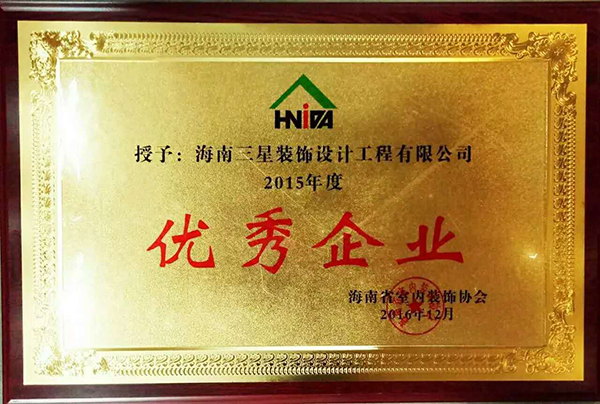 HNIDA
授予：海南三星装饰设计工程有限公司
2015年度
优秀企业
海南省室内装饰协会
2016年12月